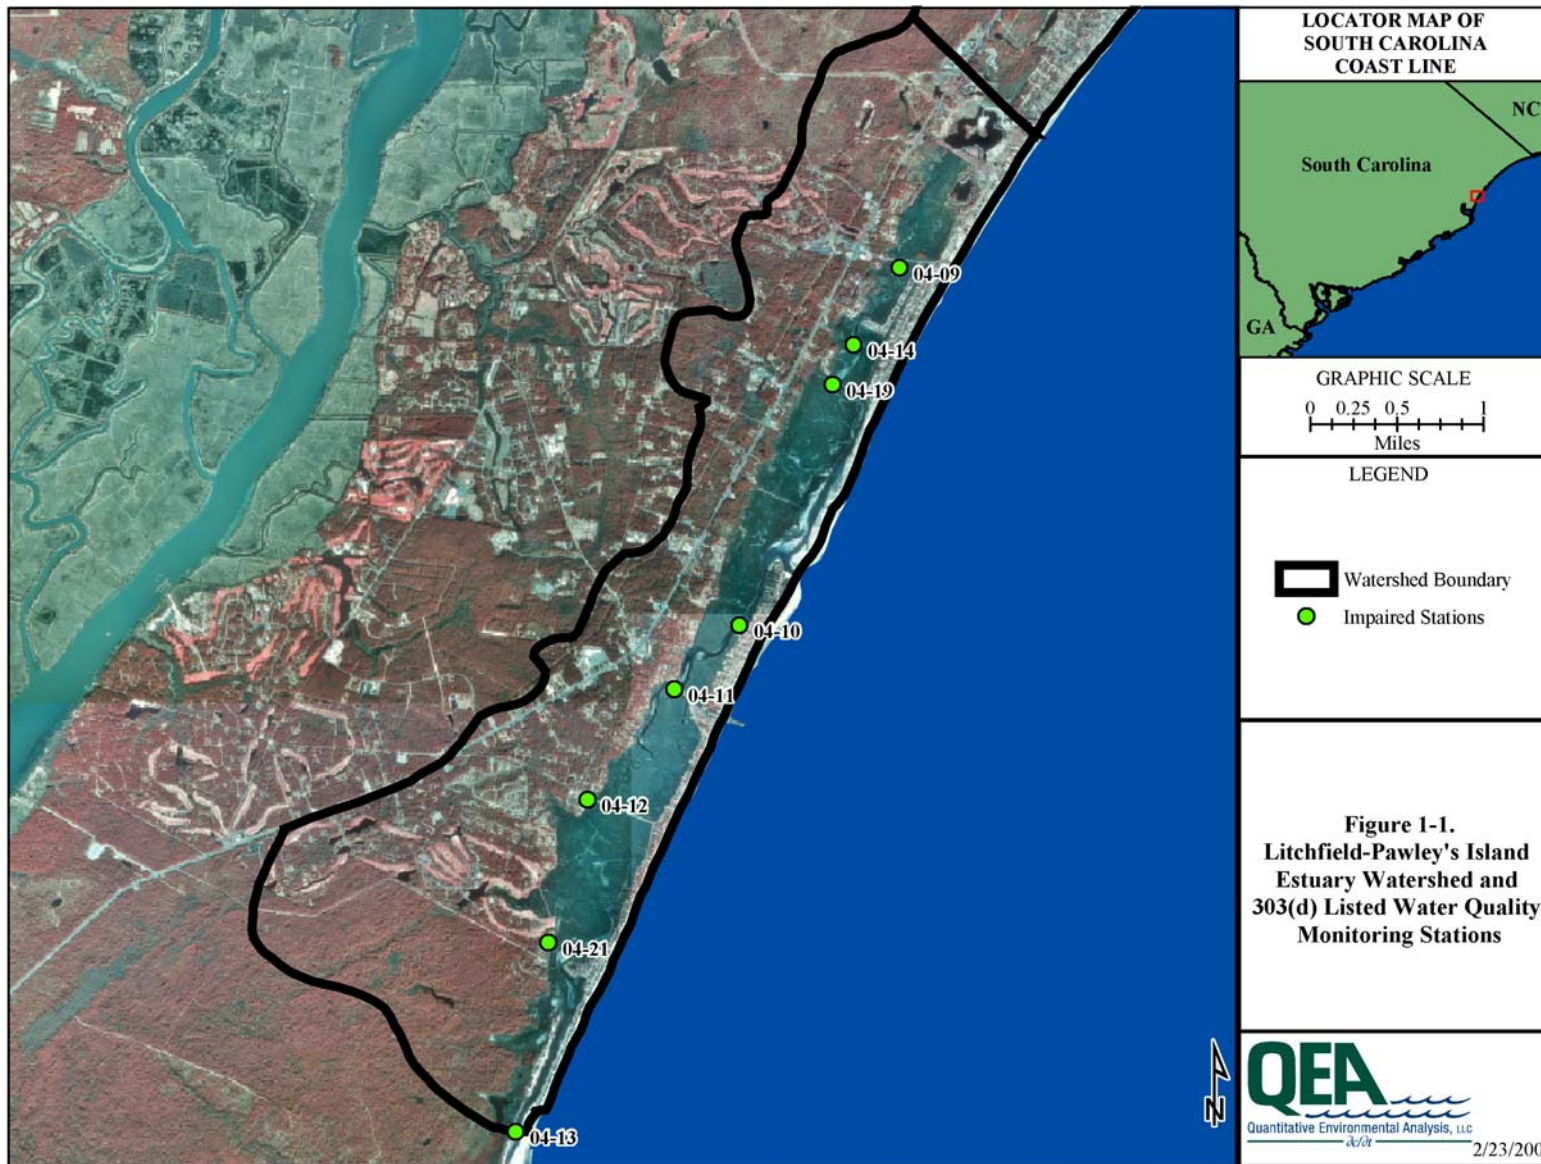 LOCATOR MAP OF
SOUTH CAROLINA
COAST LINE
NC
South Carolina
GA
GRAPHIC SCALE
0 0.25 0.5 1
Miles
LEGEND
Watershed Boundary
Impaired Stations
04-09
04-14
04-19
04-10
04-11
04-12
04-21
04-13
N
Figure 1-1.
Litchfield-Pawley's Island
Estuary Watershed and
303(d) Listed Water Quality
Monitoring Stations
QEA
Quantitative Environmental Analysis, LLC
∂c/∂t
2/23/200